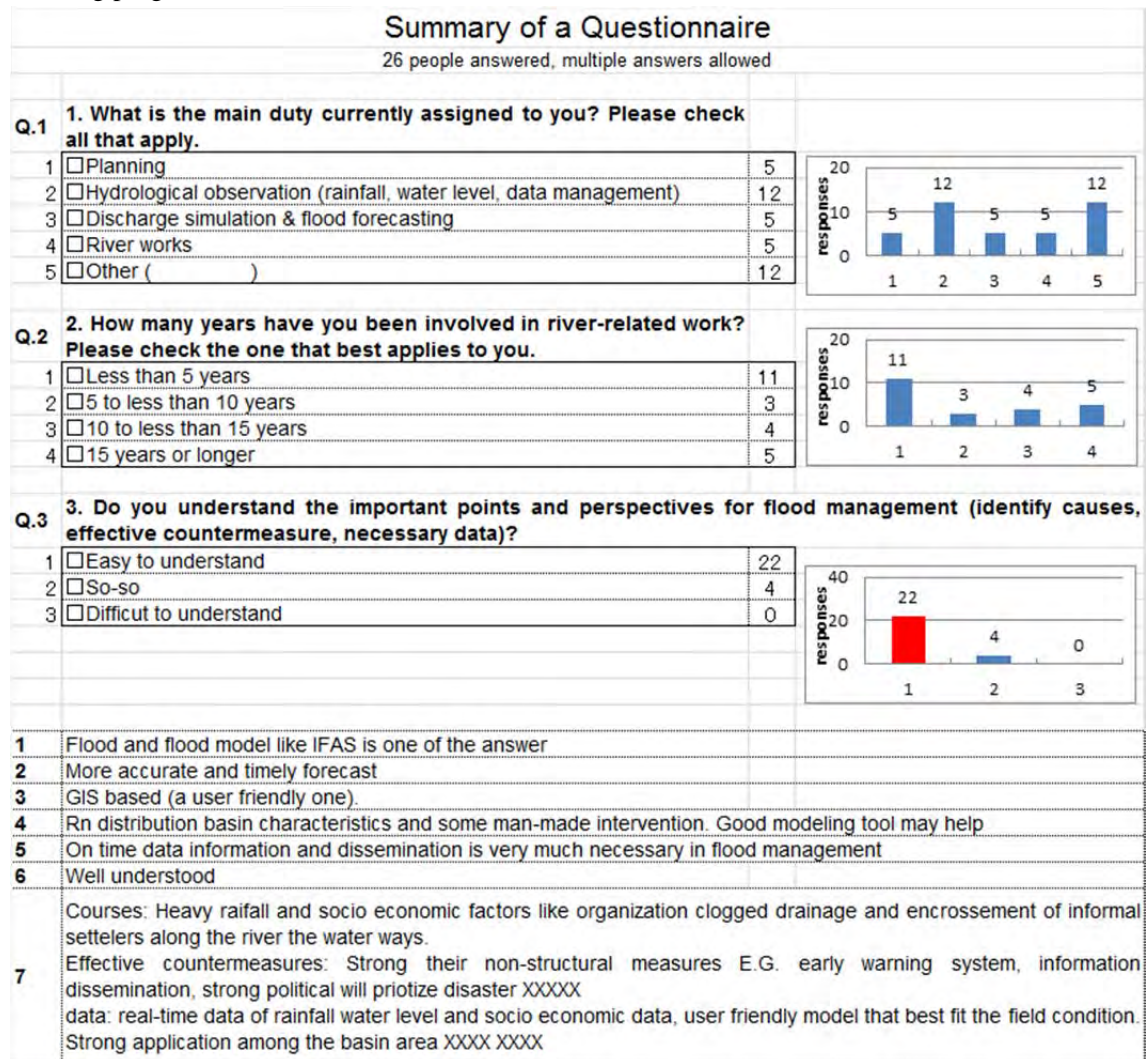 Summary of a Questionnaire
26 people answered, multiple answers allowed
Q.1 1. What is the main duty currently assigned to you? Please check
all that apply.
1 ☐Planning 5
2 ☐Hydrological observation (rainfall, water level, data management) 12
3 ☐Discharge simulation & flood forecasting 5
4 ☐River works 5
5 ☐Other ( ) 12
responses
20
10
0
5 12 5 5 12
1 2 3 4 5
Q.2 2. How many years have you been involved in river-related work?
Please check the one that best applies to you.
1 ☐Less than 5 years 11
2 ☐5 to less than 10 years 3
3 ☐10 to less than 15 years 4
4 ☐15 years or longer 5
responses
20
10
0
11 3 4 5
1 2 3 4
Q.3 3. Do you understand the important points and perspectives for flood management (identify causes,
effective countermeasure, necessary data)?
1 ☐Easy to understand 22
2 ☐So-so 4
3 ☐Difficut to understand 0
responses
40
20
0
22 4 0
1 2 3
1 Flood and flood model like IFAS is one of the answer
2 More accurate and timely forecast
3 GIS based (a user friendly one).
4 Rn distribution basin characteristics and some man-made intervention. Good modeling tool may help
5 On time data information and dissemination is very much necessary in flood management
6 Well understood
7 Courses: Heavy raifall and socio economic factors like organization clogged drainage and encrossement of informal
settelers along the river the water ways.
Effective countermeasures: Strong their non-structural measures E.G. early warning system, information
dissemination, strong political will priotize disaster XXXXX
data: real-time data of rainfall water level and socio economic data, user friendly model that best fit the field condition.
Strong application among the basin area XXXX XXXX